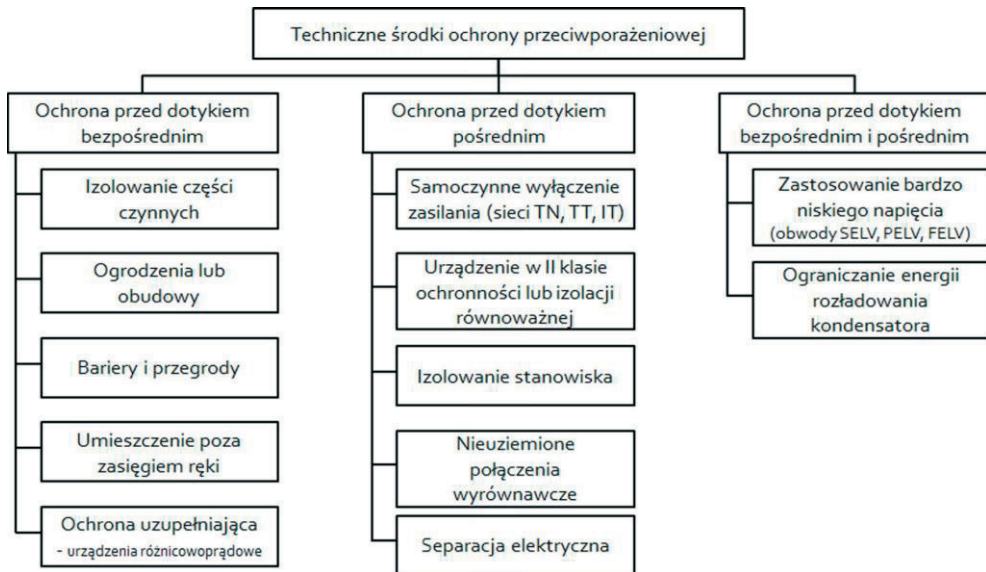 Techniczne środki ochrony przeciwporażeniowej
Ochrona przed dotykiem
bezpośrednim
Izolowanie części
czynnych
Ogrodzenia lub
obudowy
Bariery i przegrody
Umieszczenie poza
zasięgiem ręki
Ochrona uzupełniająca
- urządzenia różnicowoprądowe
Ochrona przed dotykiem
pośrednim
Samoczynne wyłączenie
zasilania (sieci TN, TT, IT)
Urządzenie w II klasie
ochronności lub izolacji
równoważnej
Izolowanie stanowiska
Nieuziemione
połączenia
wyrównawcze
Separacja elektryczna
Ochrona przed dotykiem
bezpośrednim i pośrednim
Zastosowanie bardzo
niskiego napięcia
(obwody SELV, PELV, FELV)
Ograniczanie energii
rozładowania
kondensatora